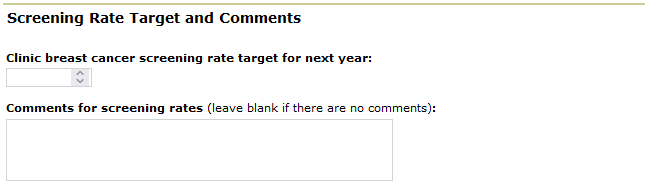 Screening Rate Target and Comments
Clinic breast cancer screening rate target for next year:
Comments for screening rates (leave blank if there are no comments):